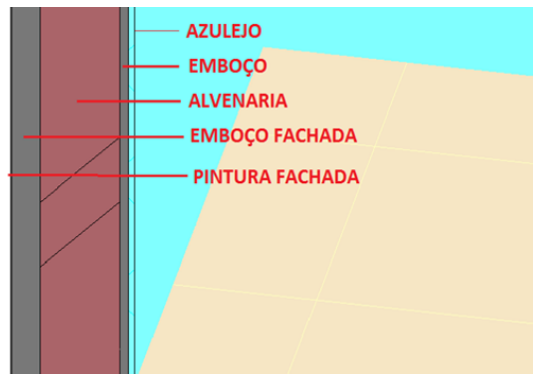 AZULEJO
EMBOÇO
ALVENARIA
EMBOÇO FACHADA
PINTURA FACHADA